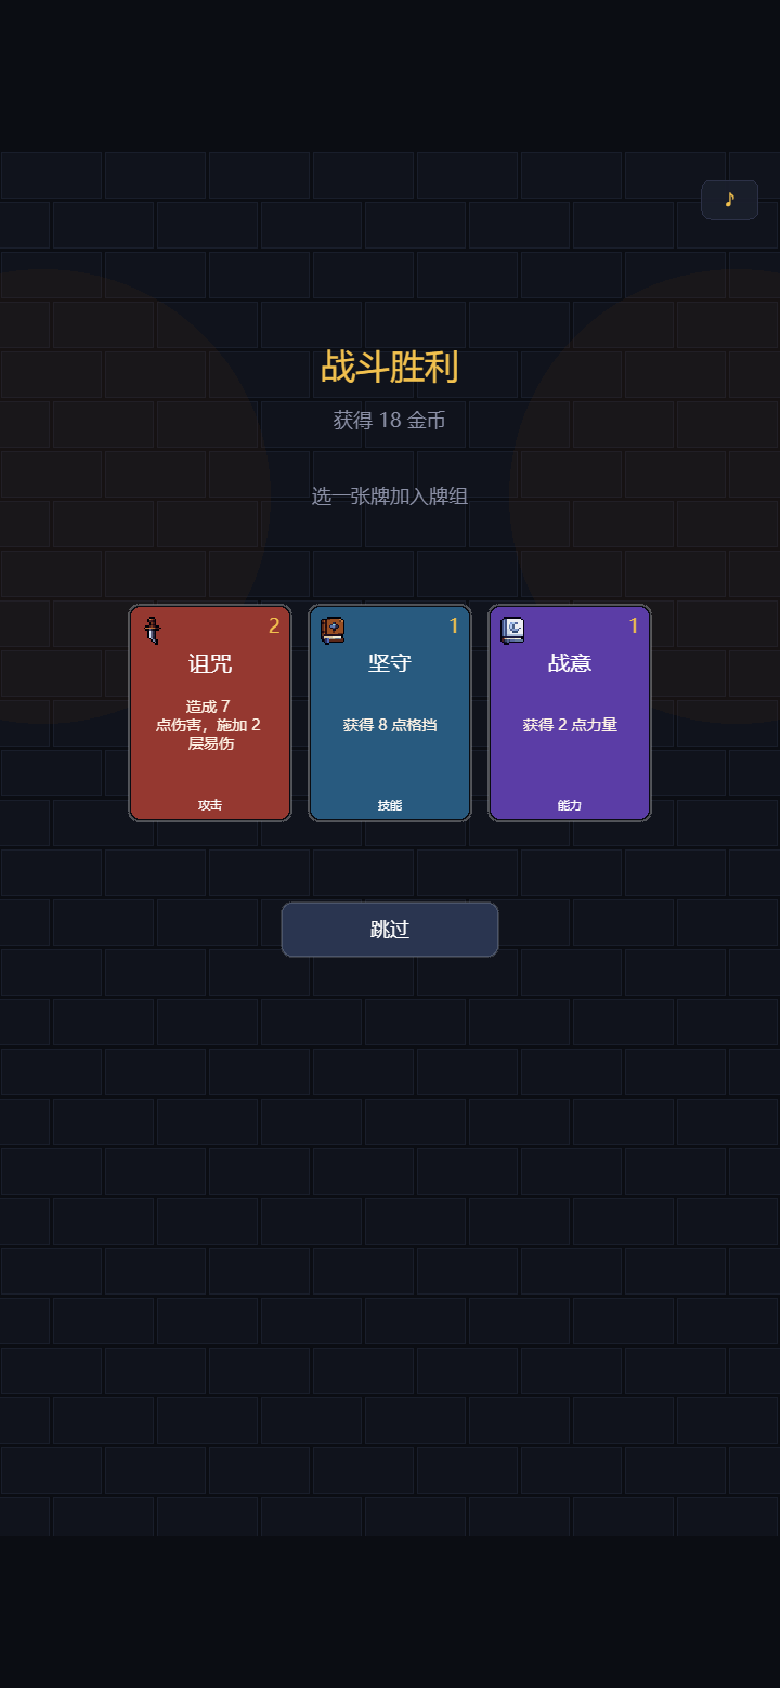 ♪
战斗胜利
获得 18 金币
选一张牌加入牌组
2
诅咒
造成 7
点伤害，施加 2
层易伤
攻击
1
坚守
获得 8 点格挡
技能
1
战意
获得 2 点力量
能力
跳过